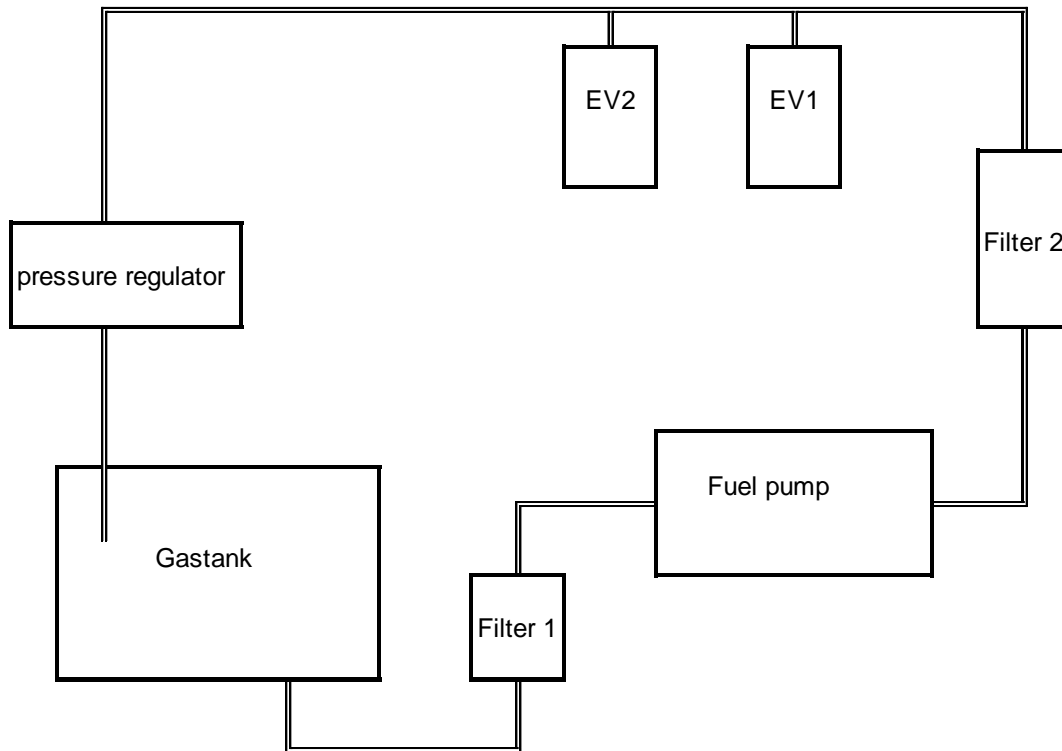 EV2
EV1
Filter 2
pressure regulator
Fuel pump
Gastank
Filter 1